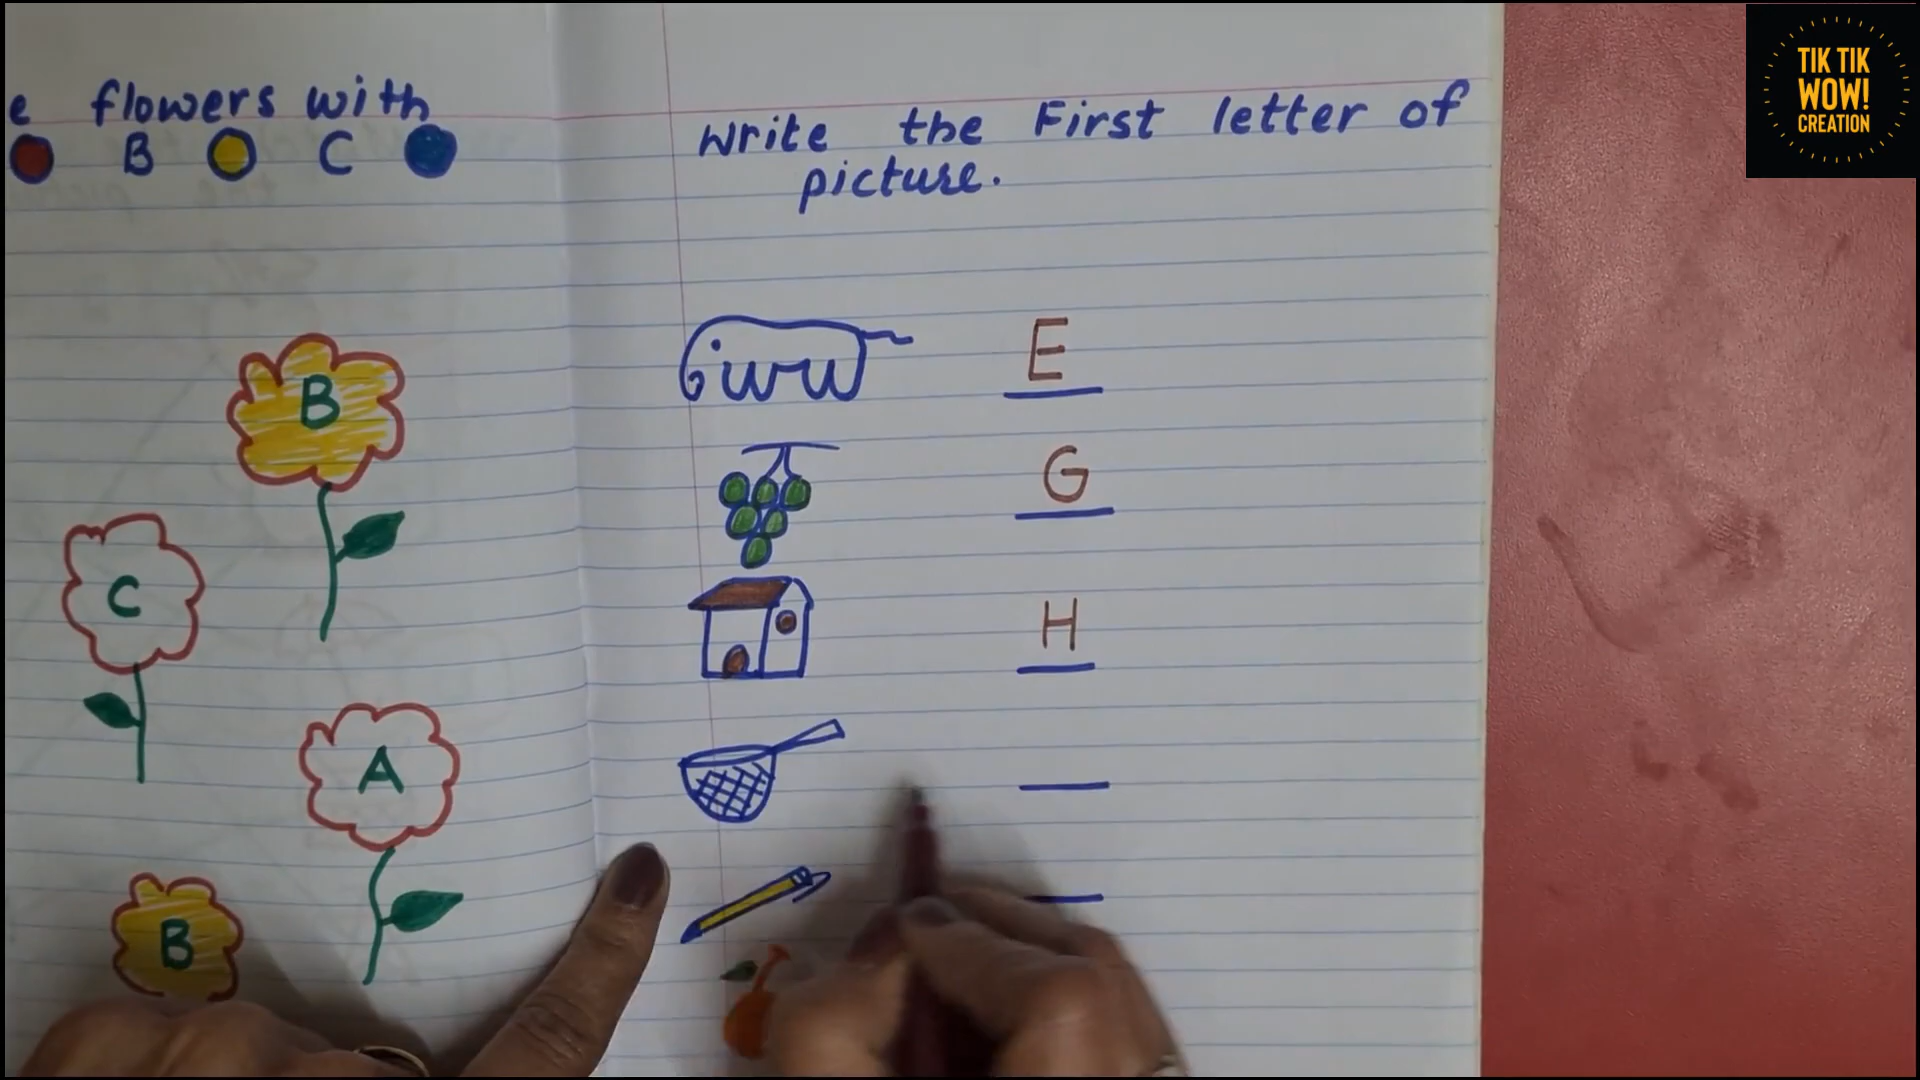 e flowers with
B C
B
C
A
B
Write the First letter of
picture.
E
G
H
TIK TIK
WOW!
CREATION